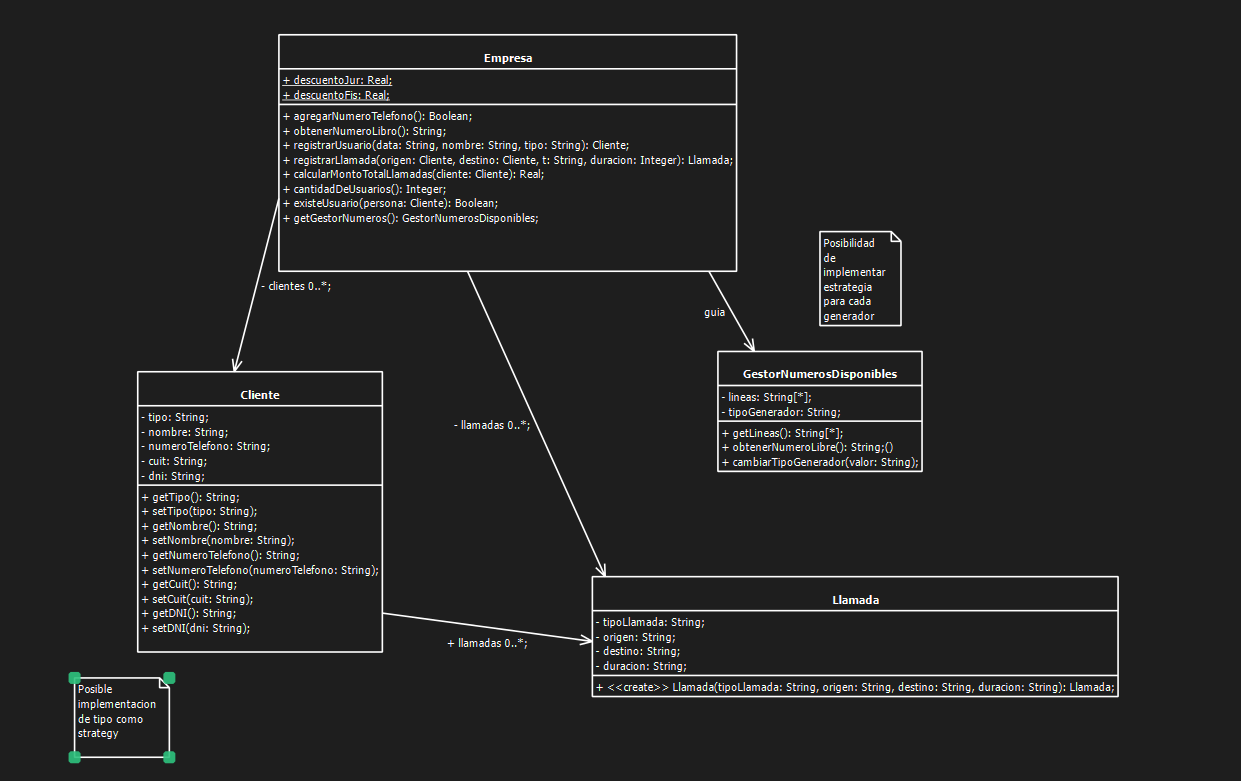 Empresa
+ descuentoJur: Real;
+ descuentoFis: Real;
+ agregarNumeroTelefono(): Boolean;
+ obtenerNumeroLibro(): String;
+ registrarUsuario(data: String, nombre: String, tipo: String): Cliente;
+ registrarLlamada(origen: Cliente, destino: Cliente, t: String, duracion: Integer): Llamada;
+ calcularMontoTotalLlamadas(cliente: Cliente): Real;
+ cantidadDeUsuarios(): Integer;
+ existeUsuario(persona: Cliente): Boolean;
+ getGestorNumeros(): GestorNumerosDisponibles;
Posibilidad
de
implementar
estrategia
para cada
generador
- clientes 0..*;
guia
- llamadas 0..*;
GestorNumerosDisponibles
- lineas: String[*];
- tipoGenerador: String;
+ getLineas(): String[*];
+ obtenerNumeroLibre(): String;()
+ cambiarTipoGenerador(valor: String);
Cliente
- tipo: String;
- nombre: String;
- numeroTelefono: String;
- cuit: String;
- dni: String;
+ getTipo(): String;
+ setTipo(tipo: String);
+ getNombre(): String;
+ setNombre(nombre: String);
+ getNumeroTelefono(): String;
+ setNumeroTelefono(numeroTelefono: String);
+ getCuit(): String;
+ setCuit(cuit: String);
+ getDNI(): String;
+ setDNI(dni: String);
+ llamadas 0..*;
Llamada
- tipoLlamada: String;
- origen: String;
- destino: String;
- duracion: String;
+ <<create>> Llamada(tipoLlamada: String, origen: String, destino: String, duracion: String): Llamada;
Posible
implementacion
de tipo como
strategy